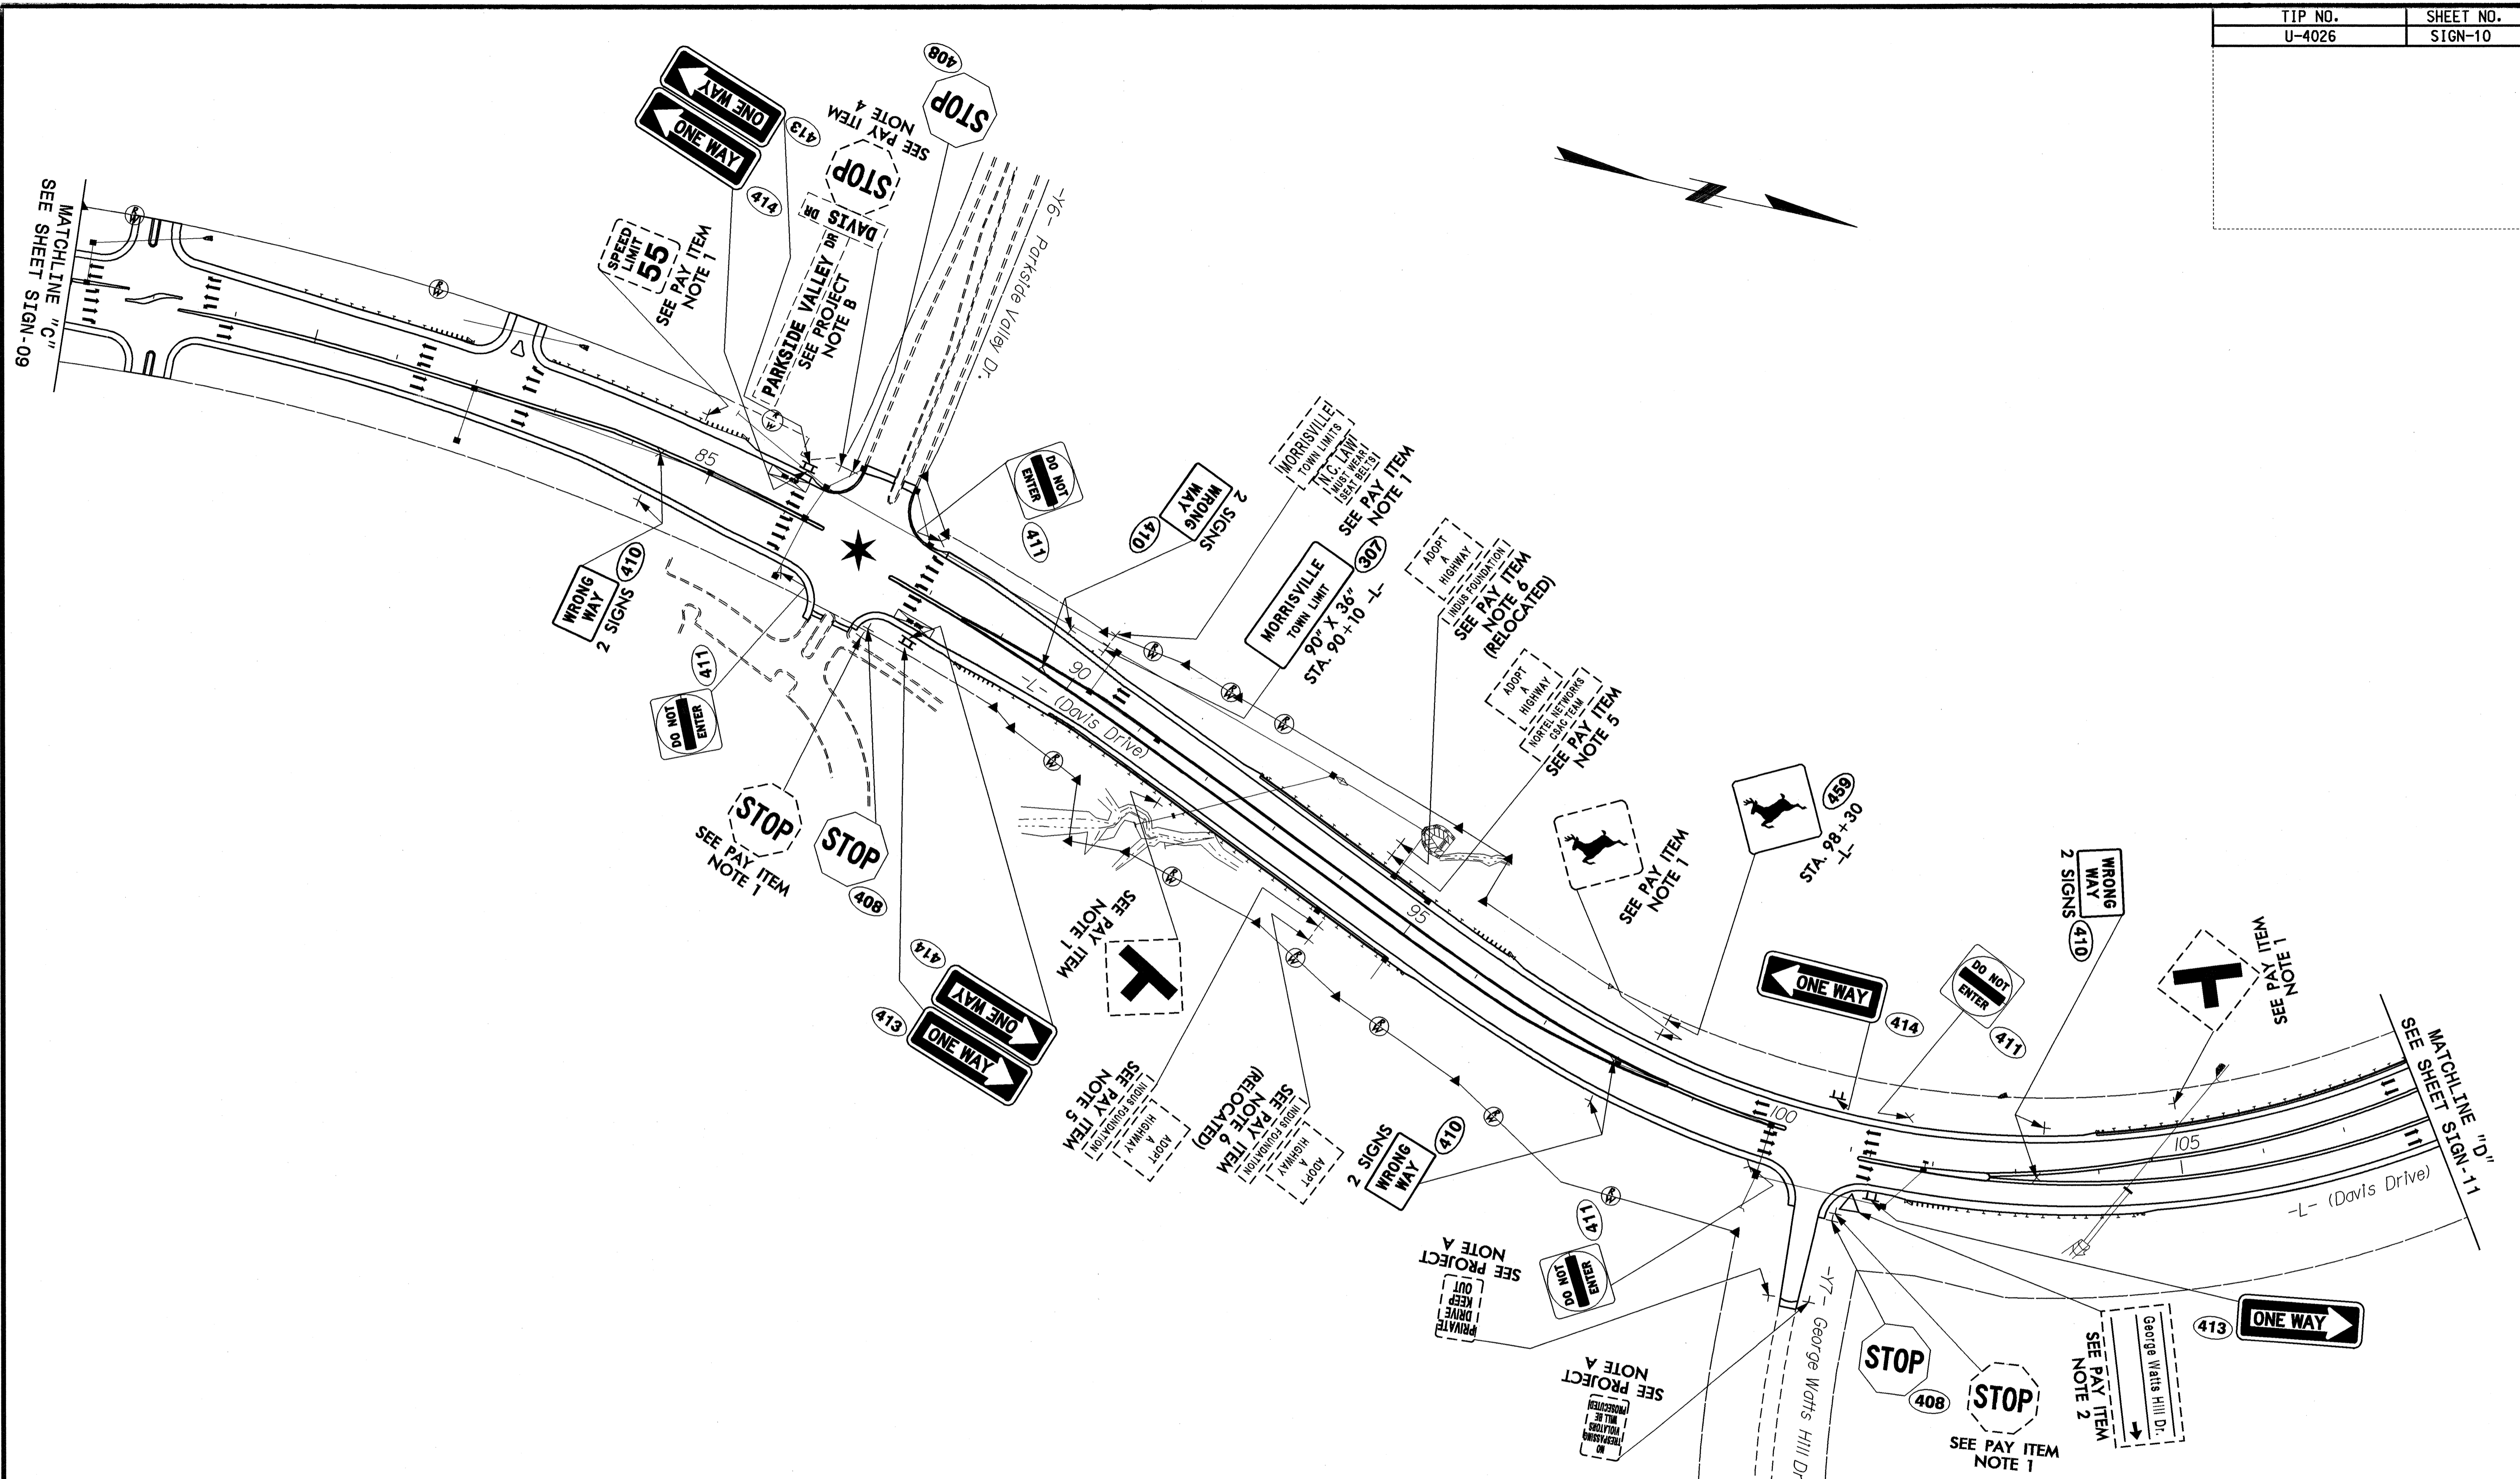 TIP NO.
SHEET NO.
U-4026
SIGN-10
MATCHLINE "C"
SEE SHEET SIGN-09
ONE WAY
413
ONE WAY
414
408
STOP
SEE PAY ITEM
NOTE 4
STOP
DAVIS DR
PARKSIDE VALLEY DR
SEE PROJECT
NOTE B
SPEED
LIMIT
55
SEE PAY ITEM
NOTE 1
-Y6- Parkside Valley Dr.
85
WRONG
WAY
2 SIGNS
410
DO NOT
ENTER
411
DO NOT
ENTER
411
WRONG
WAY
2 SIGNS
410
MORRISVILLE
TOWN LIMITS
N.C. LAW
MUST WEAR
SEAT BELTS
SEE PAY ITEM
NOTE 1
MORRISVILLE
TOWN LIMIT
307
90" X 36"
STA. 90+10 -L-
ADOPT
A
HIGHWAY
INDUS FOUNDATION
SEE PAY ITEM
NOTE 6
(RELOCATED)
ADOPT
A
HIGHWAY
NORTEL NETWORKS
CSAC TEAM
SEE PAY ITEM
NOTE 5
90
-L- (Davis Drive)
STOP
SEE PAY ITEM
NOTE 1
STOP
408
414
ONE WAY
413
ONE WAY
SEE PAY ITEM
NOTE 1
95
SEE PAY ITEM
NOTE 1
459
STA. 98+30
-L-
ADOPT
A
HIGHWAY
INDUS FOUNDATION
SEE PAY ITEM
NOTE 5
ADOPT
A
HIGHWAY
INDUS FOUNDATION
SEE PAY ITEM
NOTE 6
(RELOCATED)
2 SIGNS
WRONG
WAY
410
ONE WAY
414
DO NOT
ENTER
411
WRONG
WAY
2 SIGNS
410
SEE PAY ITEM
NOTE 1
MATCHLINE "D"
SEE SHEET SIGN-11
100
105
-L- (Davis Drive)
411
DO NOT
ENTER
SEE PROJECT
NOTE A
PRIVATE
DRIVE
KEEP
OUT
SEE PROJECT
NOTE A
NO
TRESPASSING
VIOLATORS
WILL BE
PROSECUTED
-Y7- George Watts Hill Dr
STOP
408
STOP
SEE PAY ITEM
NOTE 1
George Watts Hill Dr.
SEE PAY ITEM
NOTE 2
413
ONE WAY